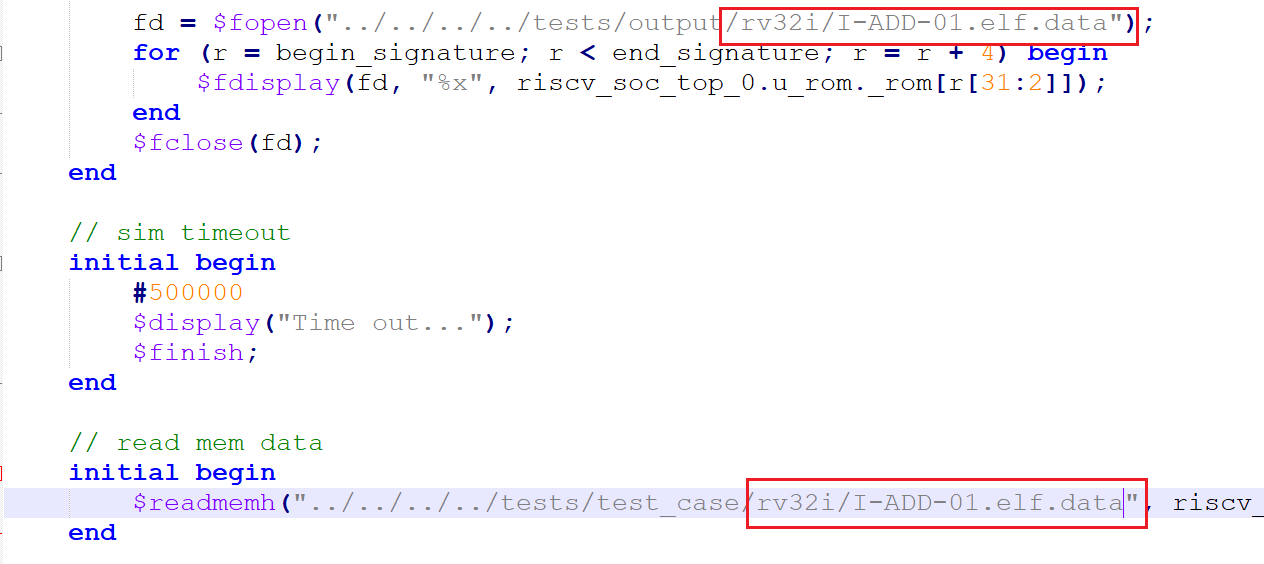 fd = $fopen("../../../../tests/output/rv32i/I-ADD-01.elf.data");
for (r = begin_signature; r < end_signature; r = r + 4) begin
$fdisplay(fd, "%x", riscv_soc_top_0.u_rom._rom[r[31:2]]);
end
$fclose(fd);
end
// sim timeout
initial begin
#500000
$display("Time out...");
$finish;
end
// read mem data
initial begin
$readmemh("../../../../tests/test_case/rv32i/I-ADD-01.elf.data", riscv_
end